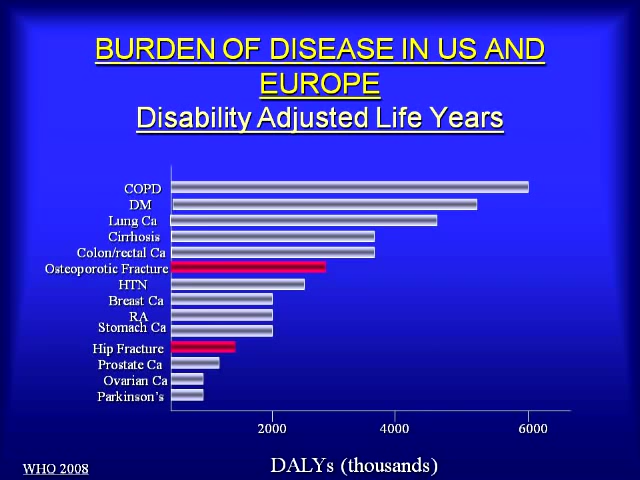 BURDEN OF DISEASE IN US AND
EUROPE
Disability Adjusted Life Years
COPD
DM
Lung Ca
Cirrhosis
Colon/rectal Ca
Osteoporotic Fracture
HTN
Breast Ca
RA
Stomach Ca
Hip Fracture
Prostate Ca
Ovarian Ca
Parkinson's
2000 4000 6000
DALYs (thousands)
WHO 2008